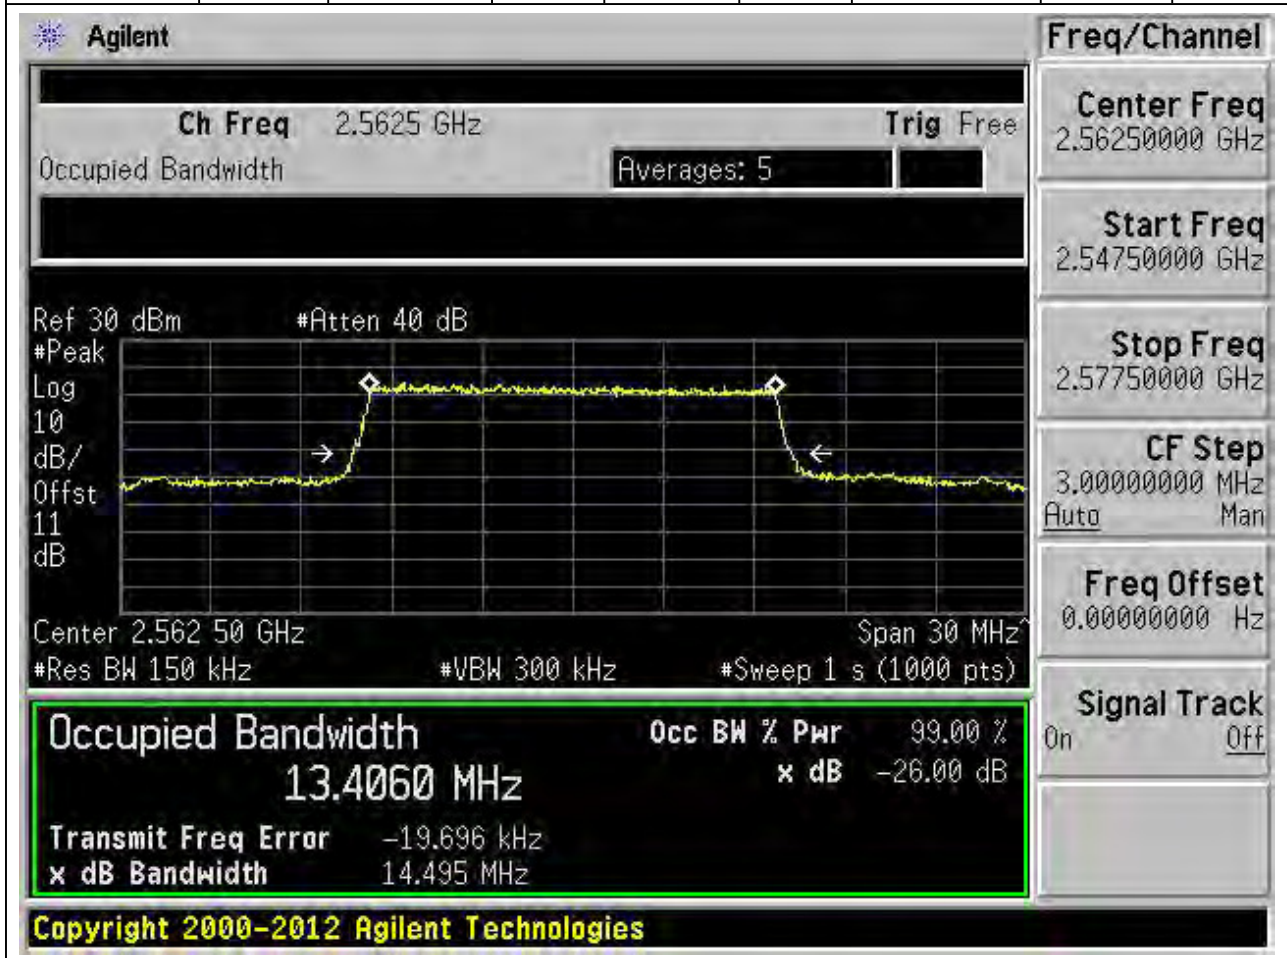 Agilent
Freq/Channel
Ch Freq 2.5625 GHz Trig Free
Occupied Bandwidth Averages: 5
Center Freq
2.56250000 GHz
Start Freq
2.54750000 GHz
Stop Freq
2.57750000 GHz
CF Step
3.00000000 MHz
Auto Man
Freq Offset
0.00000000 Hz
Signal Track
On Off
Ref 30 dBm #Atten 40 dB
#Peak
Log
10
dB/
Offst
11
dB
Center 2.562 50 GHz Span 30 MHz^
#Res BW 150 kHz #VBW 300 kHz #Sweep 1 s (1000 pts)
Occupied Bandwidth Occ BW % Pwr 99.00 %
13.4060 MHz x dB -26.00 dB
Transmit Freq Error -19.696 kHz
x dB Bandwidth 14.495 MHz
Copyright 2000-2012 Agilent Technologies